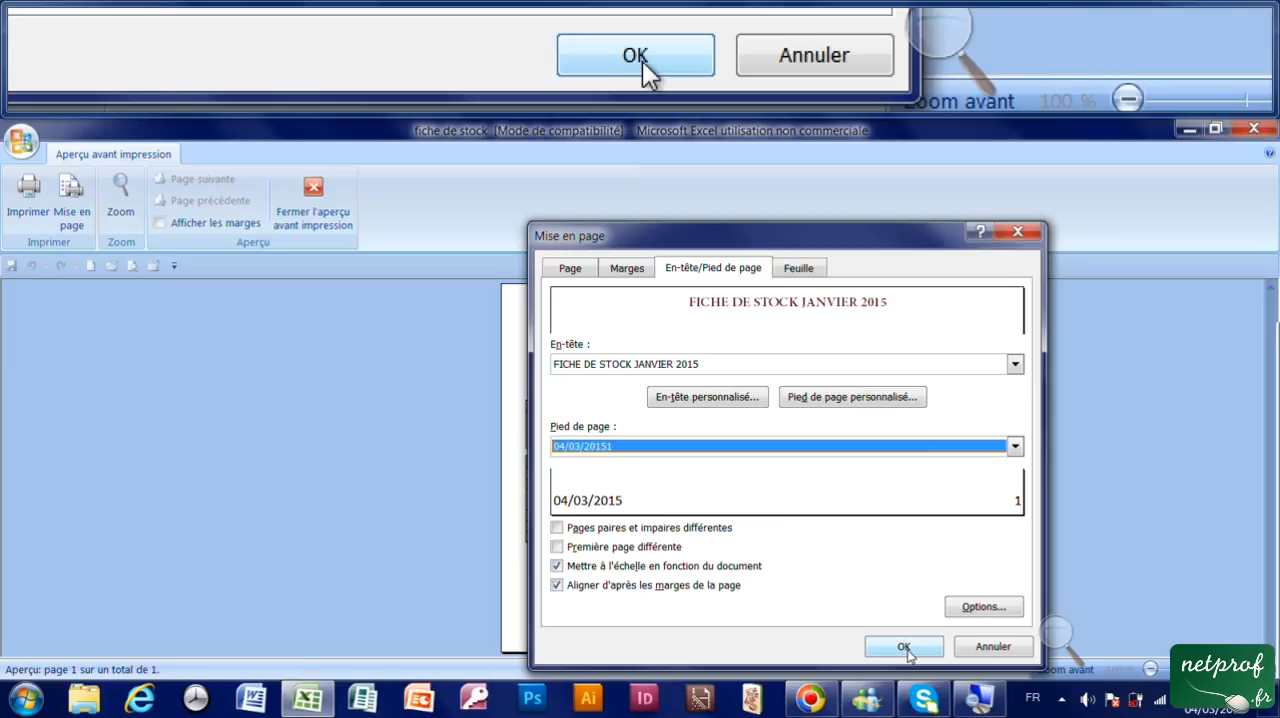 OK
Annuler
Zoom avant 100 %
fiche de stock [Mode de compatibilité] Microsoft Excel utilisation non commerciale
Aperçu avant impression
Imprimer
Mise en
page
Zoom
Page suivante
Page précédente
Afficher les marges
Fermer l'aperçu
avant impression
Imprimer
Zoom
Aperçu
Mise en page
Page
Marges
En-tête/Pied de page
Feuille
FICHE DE STOCK JANVIER 2015
En-tête :
FICHE DE STOCK JANVIER 2015
En-tête personnalisé...
Pied de page personnalisé...
Pied de page :
04/03/20151
04/03/2015 1
Pages paires et impaires différentes
Première page différente
Mettre à l'échelle en fonction du document
Aligner d'après les marges de la page
Options...
OK
Annuler
Aperçu: page 1 sur un total de 1.
avant
Ps
Ai
ID
FR
netprof
.fr